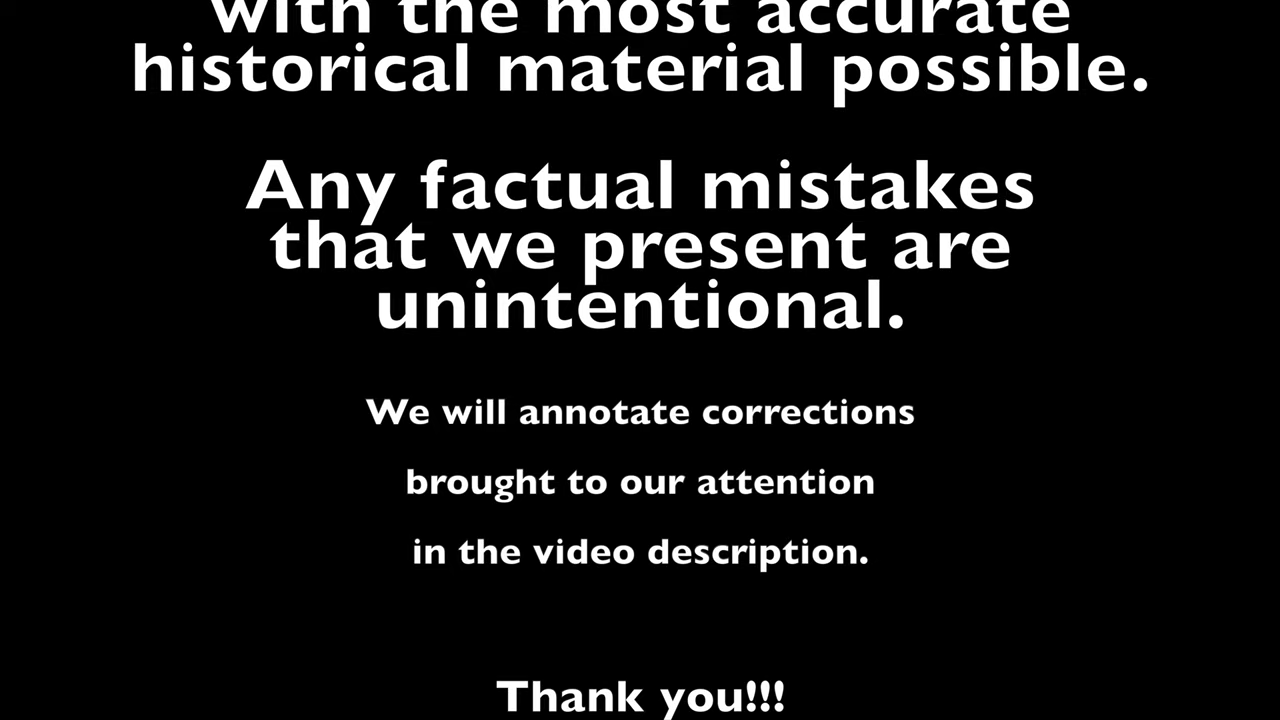 with the most accurate
historical material possible.
Any factual mistakes
that we present are
unintentional.
We will annotate corrections
brought to our attention
in the video description.
Thank you!!!